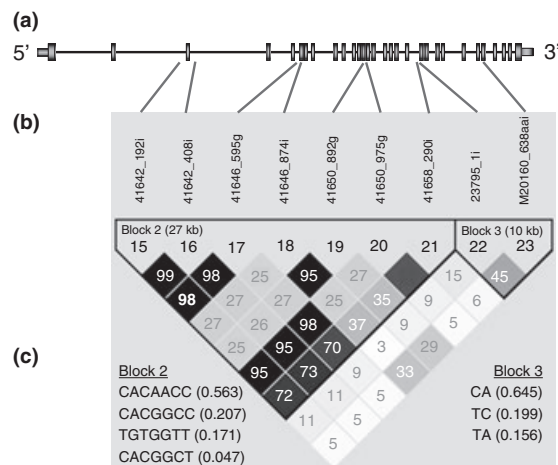 (a)
5' 3'
(b)
41642_192i
41642_408i
41646_595g
41646_874i
41650_892g
41650_975g
41658_290i
23795_1i
M20160_638aai
Block 2 (27 kb) Block 3 (10 kb)
15 16 17 18 19 20 21 22 23
99 98 25 95 27 15 45
98 27 27 25 35 9 6
27 26 98 37 9 5
25 95 70 3 29
95 73 9 33
72 11 9
11 5
5
(c)
Block 2
CACAACC (0.563)
CACGGCC (0.207)
TGTGGTT (0.171)
CACGGCT (0.047)
Block 3
CA (0.645)
TC (0.199)
TA (0.156)